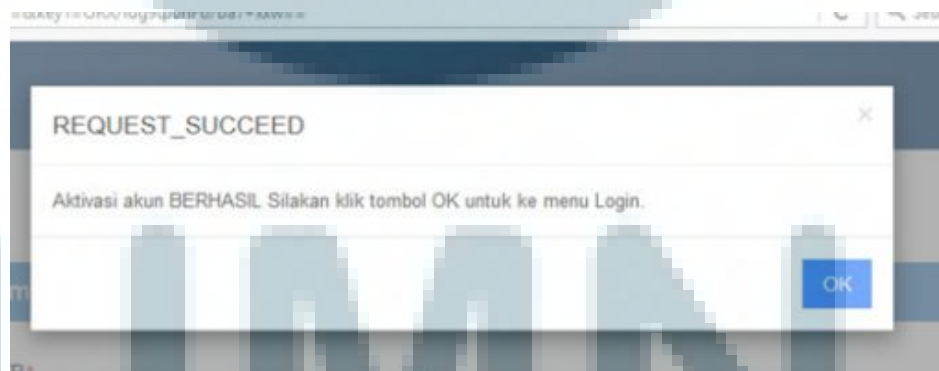 REQUEST_SUCCEED
×
Aktivasi akun BERHASIL Silakan klik tombol OK untuk ke menu Login.
OK